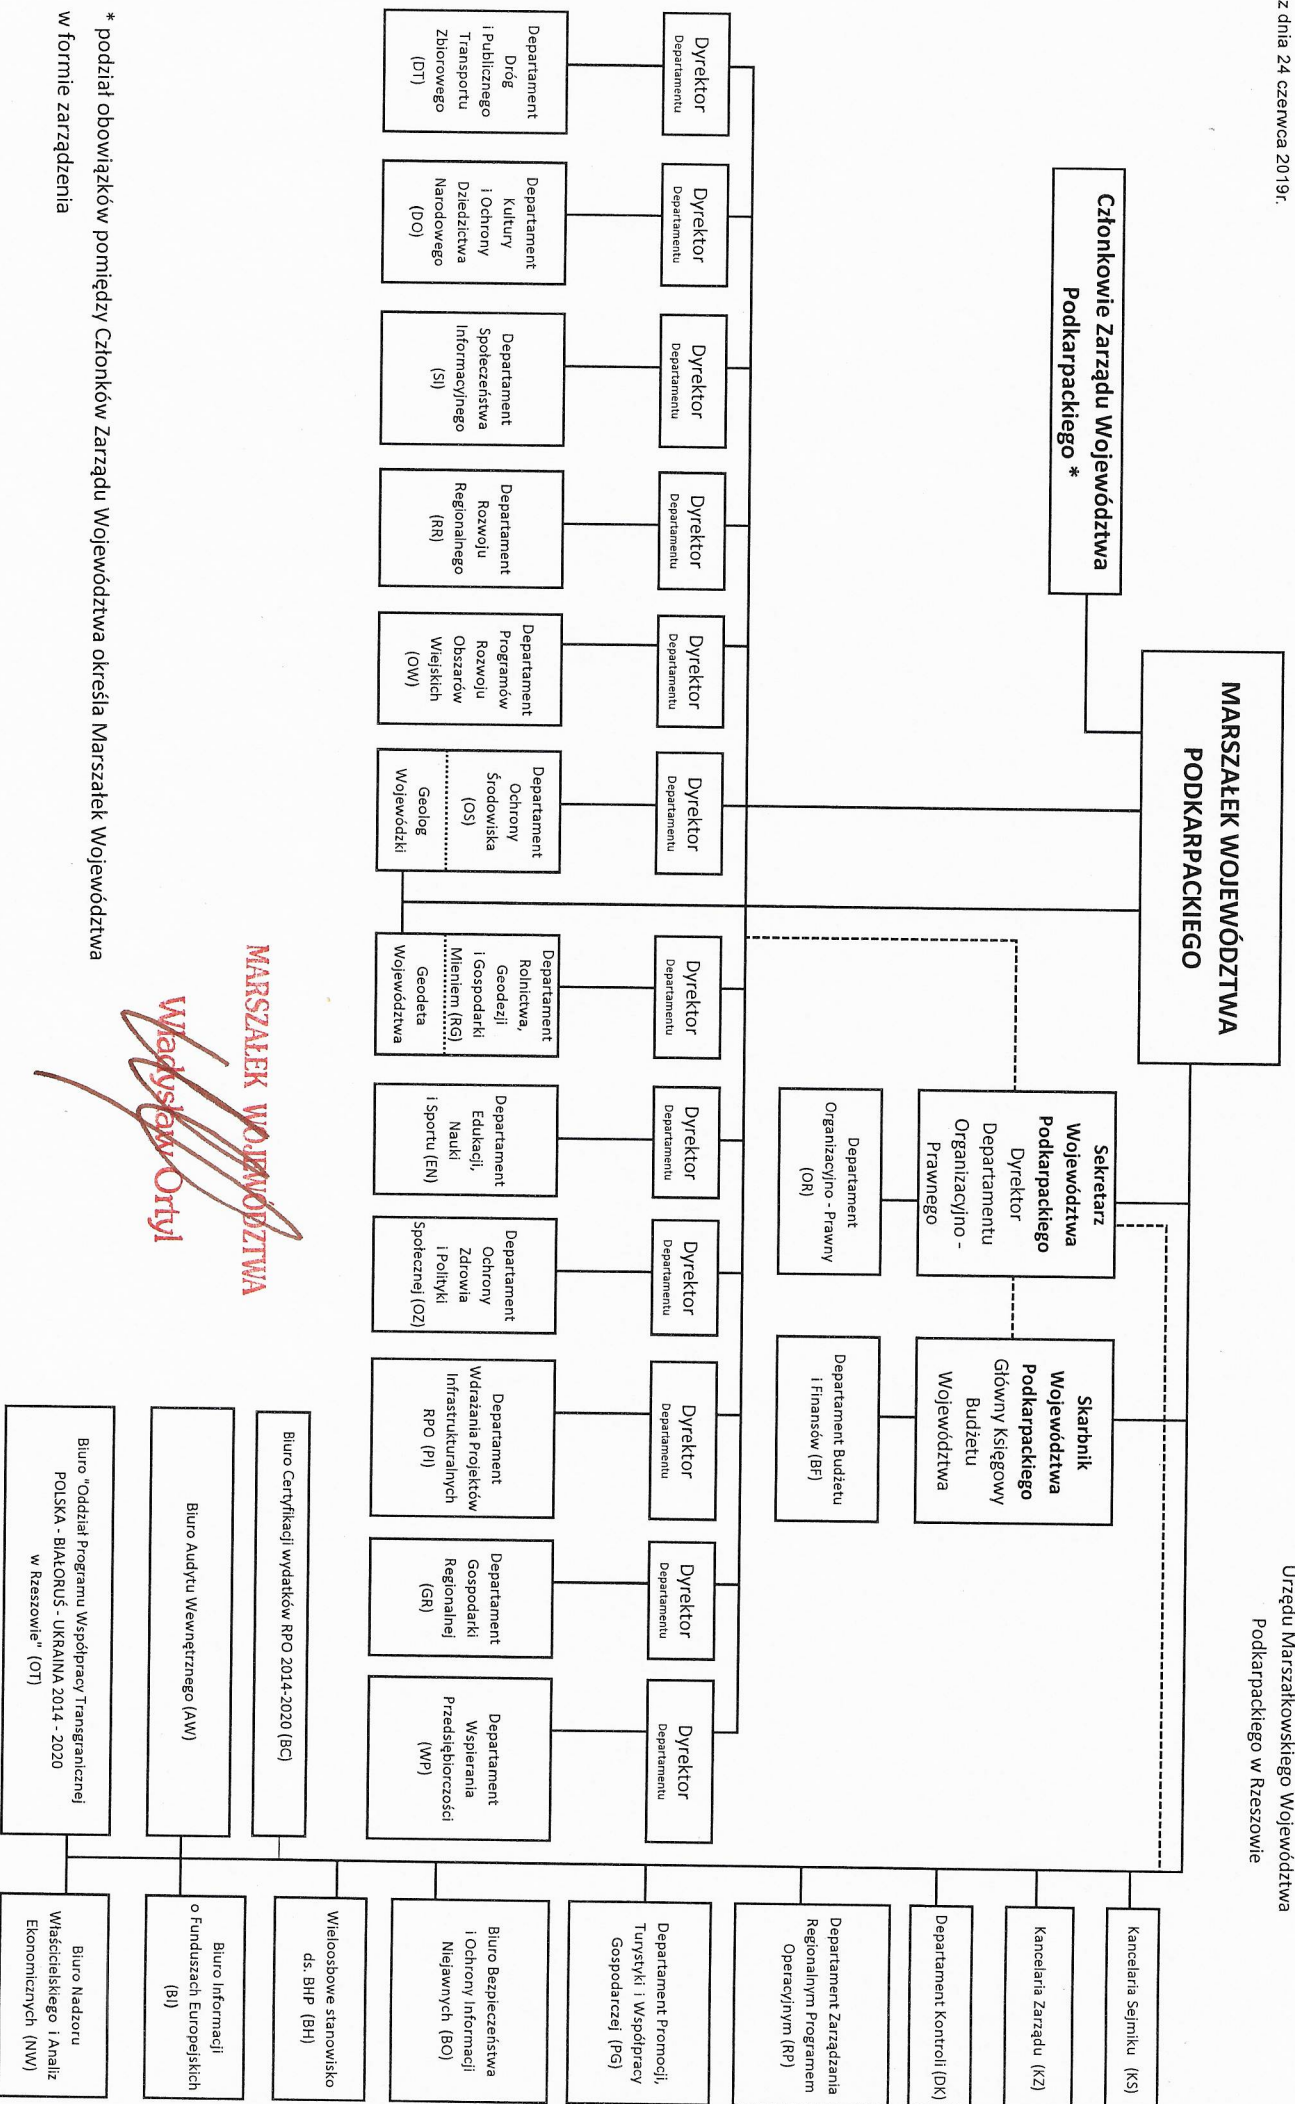 z dnia 24 czerwca 2019r.
Urzędu Marszałkowskiego Województwa
Podkarpackiego w Rzeszowie
MARSZAŁEK WOJEWÓDZTWA
PODKARPACKIEGO
Członkowie Zarządu Województwa
Podkarpackiego *
Sekretarz
Województwa
Podkarpackiego
Dyrektor
Departamentu
Organizacyjno -
Prawnego
Skarbnik
Województwa
Podkarpackiego
Główny Księgowy
Budżetu
Województwa
Departament
Organizacyjno - Prawny
(OR)
Departament Budżetu
i Finansów (BF)
Dyrektor
Departamentu
Dyrektor
Departamentu
Dyrektor
Departamentu
Dyrektor
Departamentu
Dyrektor
Departamentu
Dyrektor
Departamentu
Dyrektor
Departamentu
Dyrektor
Departamentu
Dyrektor
Departamentu
Dyrektor
Departamentu
Dyrektor
Departamentu
Dyrektor
Departamentu
Departament
Dróg
i Publicznego
Transportu
Zbiorowego
(DT)
Departament
Kultury
i Ochrony
Dziedzictwa
Narodowego
(DO)
Departament
Społeczeństwa
Informacyjnego
(SI)
Departament
Rozwoju
Regionalnego
(RR)
Departament
Programów
Rozwoju
Obszarów
Wiejskich
(OW)
Departament
Ochrony
Środowiska
(OS)
Geolog
Wojewódzki
Departament
Rolnictwa,
Geodezji
i Gospodarki
Mieniem (RG)
Geodeta
Województwa
Departament
Edukacji,
Nauki
i Sportu (EN)
Departament
Ochrony
Zdrowia
i Polityki
Społecznej (OZ)
Departament
Wdrażania Projektów
Infrastrukturalnych
RPO (PI)
Departament
Gospodarki
Regionalnej
(GR)
Departament
Wspierania
Przedsiębiorczości
(WP)
Kancelaria Sejmiku (KS)
Kancelaria Zarządu (KZ)
Departament Kontroli (DK)
Departament Zarządzania
Regionalnym Programem
Operacyjnym (RP)
Departament Promocji,
Turystyki i Współpracy
Gospodarczej (PG)
Biuro Bezpieczeństwa
i Ochrony Informacji
Niejawnych (BO)
Wieloosbowe stanowisko
ds. BHP (BH)
Biuro Certyfikacji wydatków RPO 2014-2020 (BC)
Biuro Audytu Wewnętrznego (AW)
Biuro Informacji
o Funduszach Europejskich
(BI)
Biuro "Oddział Programu Współpracy Transgranicznej
POLSKA - BIAŁORUŚ - UKRAINA 2014 - 2020
w Rzeszowie" (OT)
Biuro Nadzoru
Właścicielskiego i Analiz
Ekonomicznych (NW)
MARSZAŁEK WOJEWÓDZTWA
Władysław Ortyl
* podział obowiązków pomiędzy Członków Zarządu Województwa określa Marszałek Województwa
w formie zarządzenia